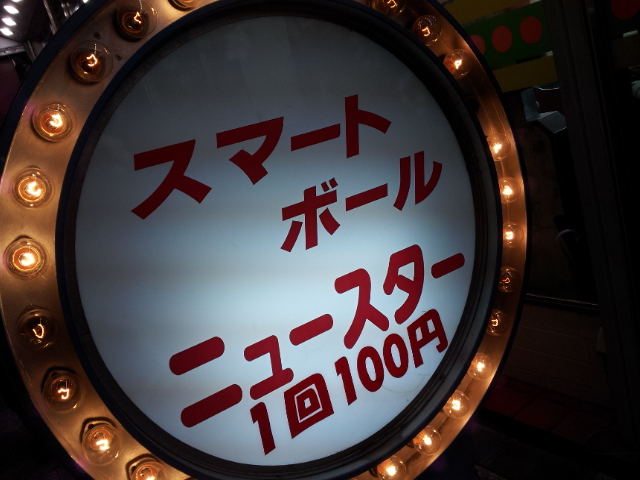 スマート
ボール
ニュースター
1回100円